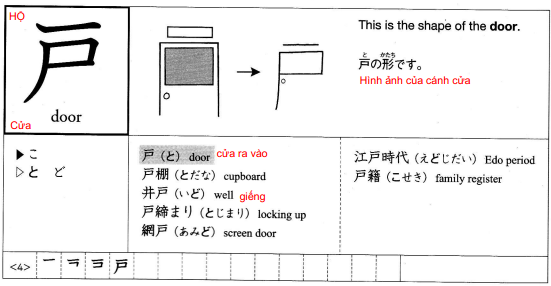 HỘ
戸
Cửa
door
This is the shape of the door.
とかたち
戸の形です。
Hình ảnh của cánh cửa
▶こ
▷と ど
戸（と）door cửa ra vào
戸棚（とだな）cupboard
井戸（いど）well giếng
戸締まり（とじまり）locking up
網戸（あみど）screen door
江戸時代（えどじだい）Edo period
戸籍（こせき）family register
<4> 一 ㇕ ヨ 戸